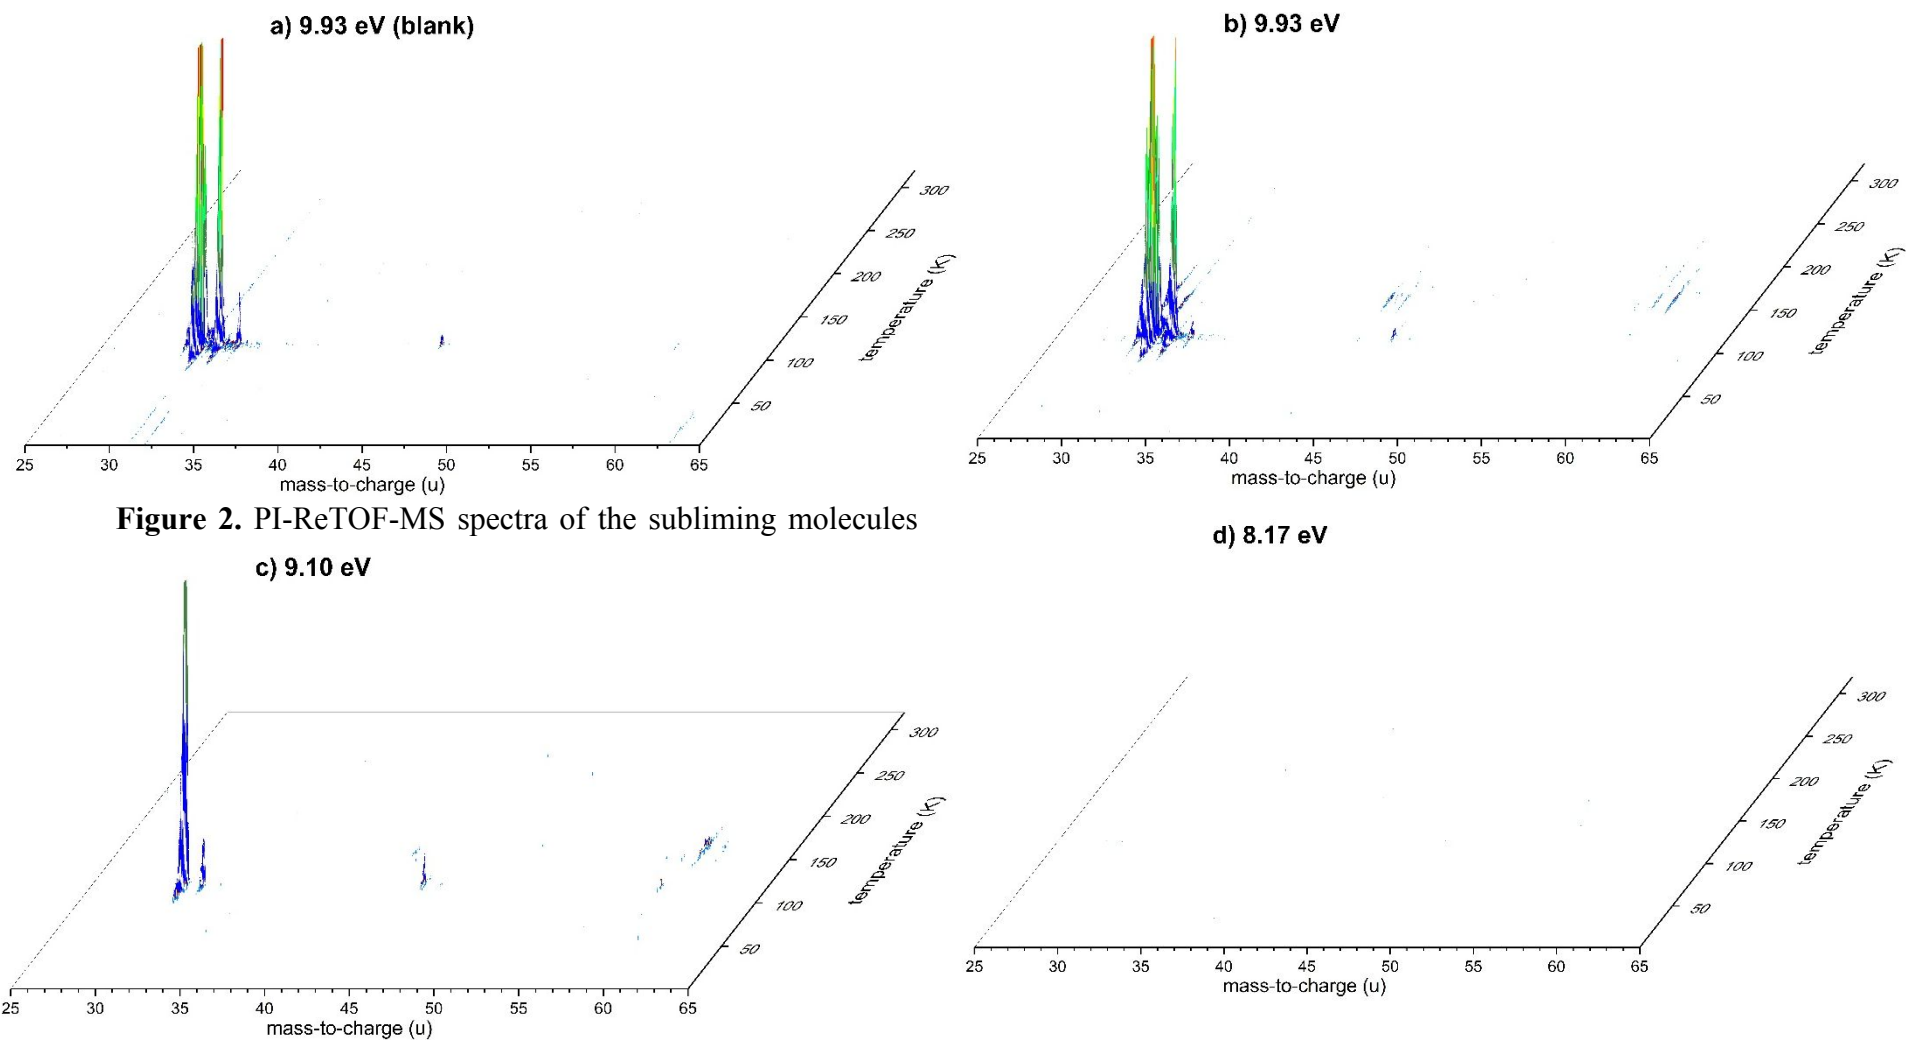 a) 9.93 eV (blank)
300
250
200
150
100
50
temperature (K)
25 30 35 40 45 50 55 60 65
mass-to-charge (u)
b) 9.93 eV
300
250
200
150
100
50
temperature (K)
25 30 35 40 45 50 55 60 65
mass-to-charge (u)
Figure 2. PI-ReTOF-MS spectra of the subliming molecules
c) 9.10 eV
300
250
200
150
100
50
temperature (K)
25 30 35 40 45 50 55 60 65
mass-to-charge (u)
d) 8.17 eV
300
250
200
150
100
50
temperature (K)
25 30 35 40 45 50 55 60 65
mass-to-charge (u)